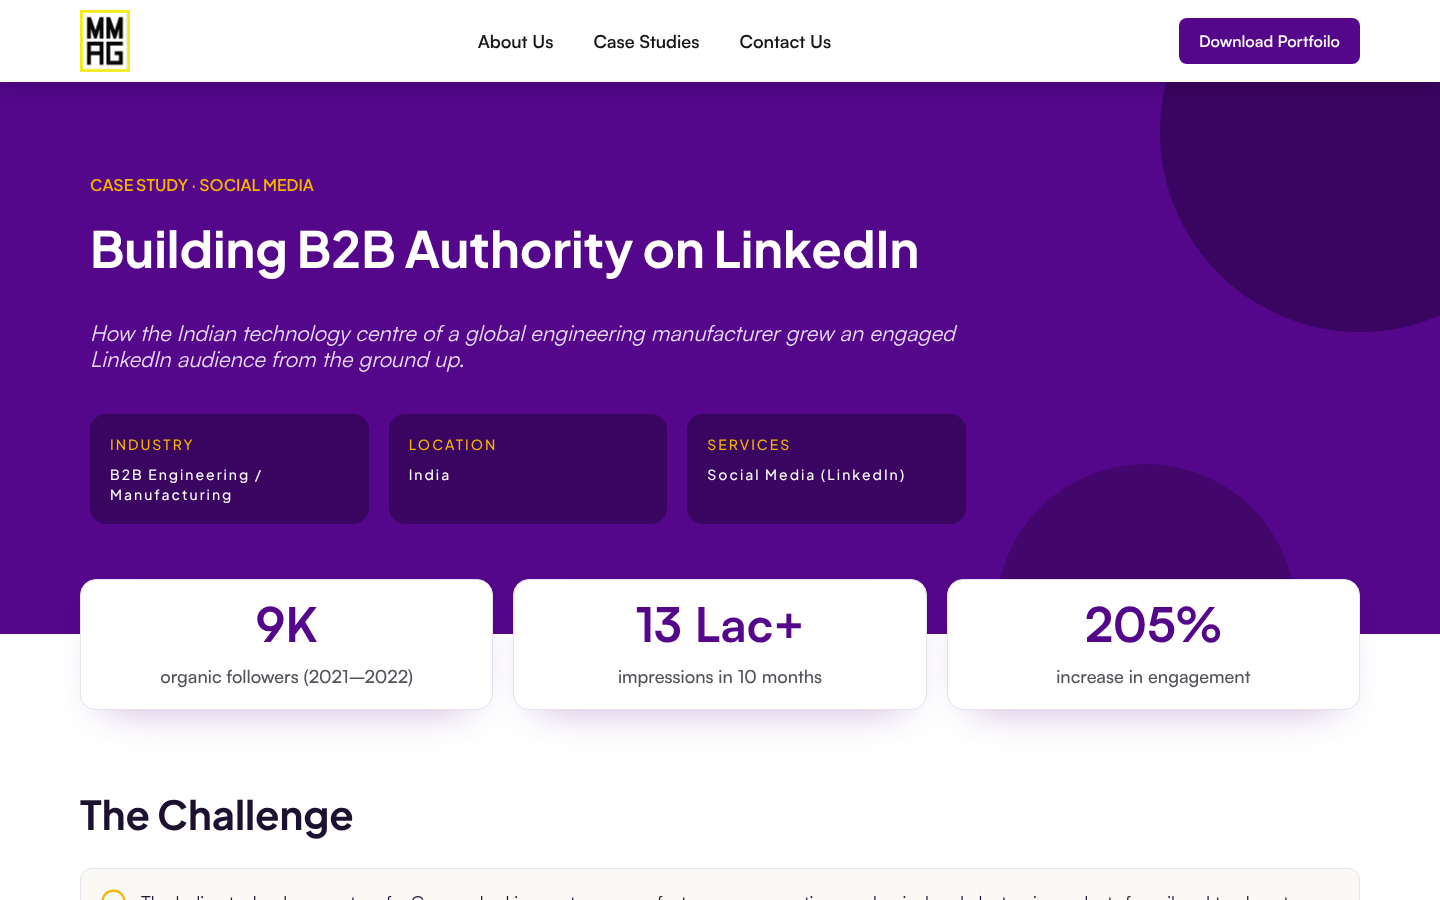 MM
AG
About Us
Case Studies
Contact Us
Download Portfoilo
CASE STUDY · SOCIAL MEDIA
Building B2B Authority on LinkedIn
How the Indian technology centre of a global engineering manufacturer grew an engaged
LinkedIn audience from the ground up.
INDUSTRY
B2B Engineering /
Manufacturing
LOCATION
India
SERVICES
Social Media (LinkedIn)
9K
organic followers (2021—2022)
13 Lac+
impressions in 10 months
205%
increase in engagement
The Challenge